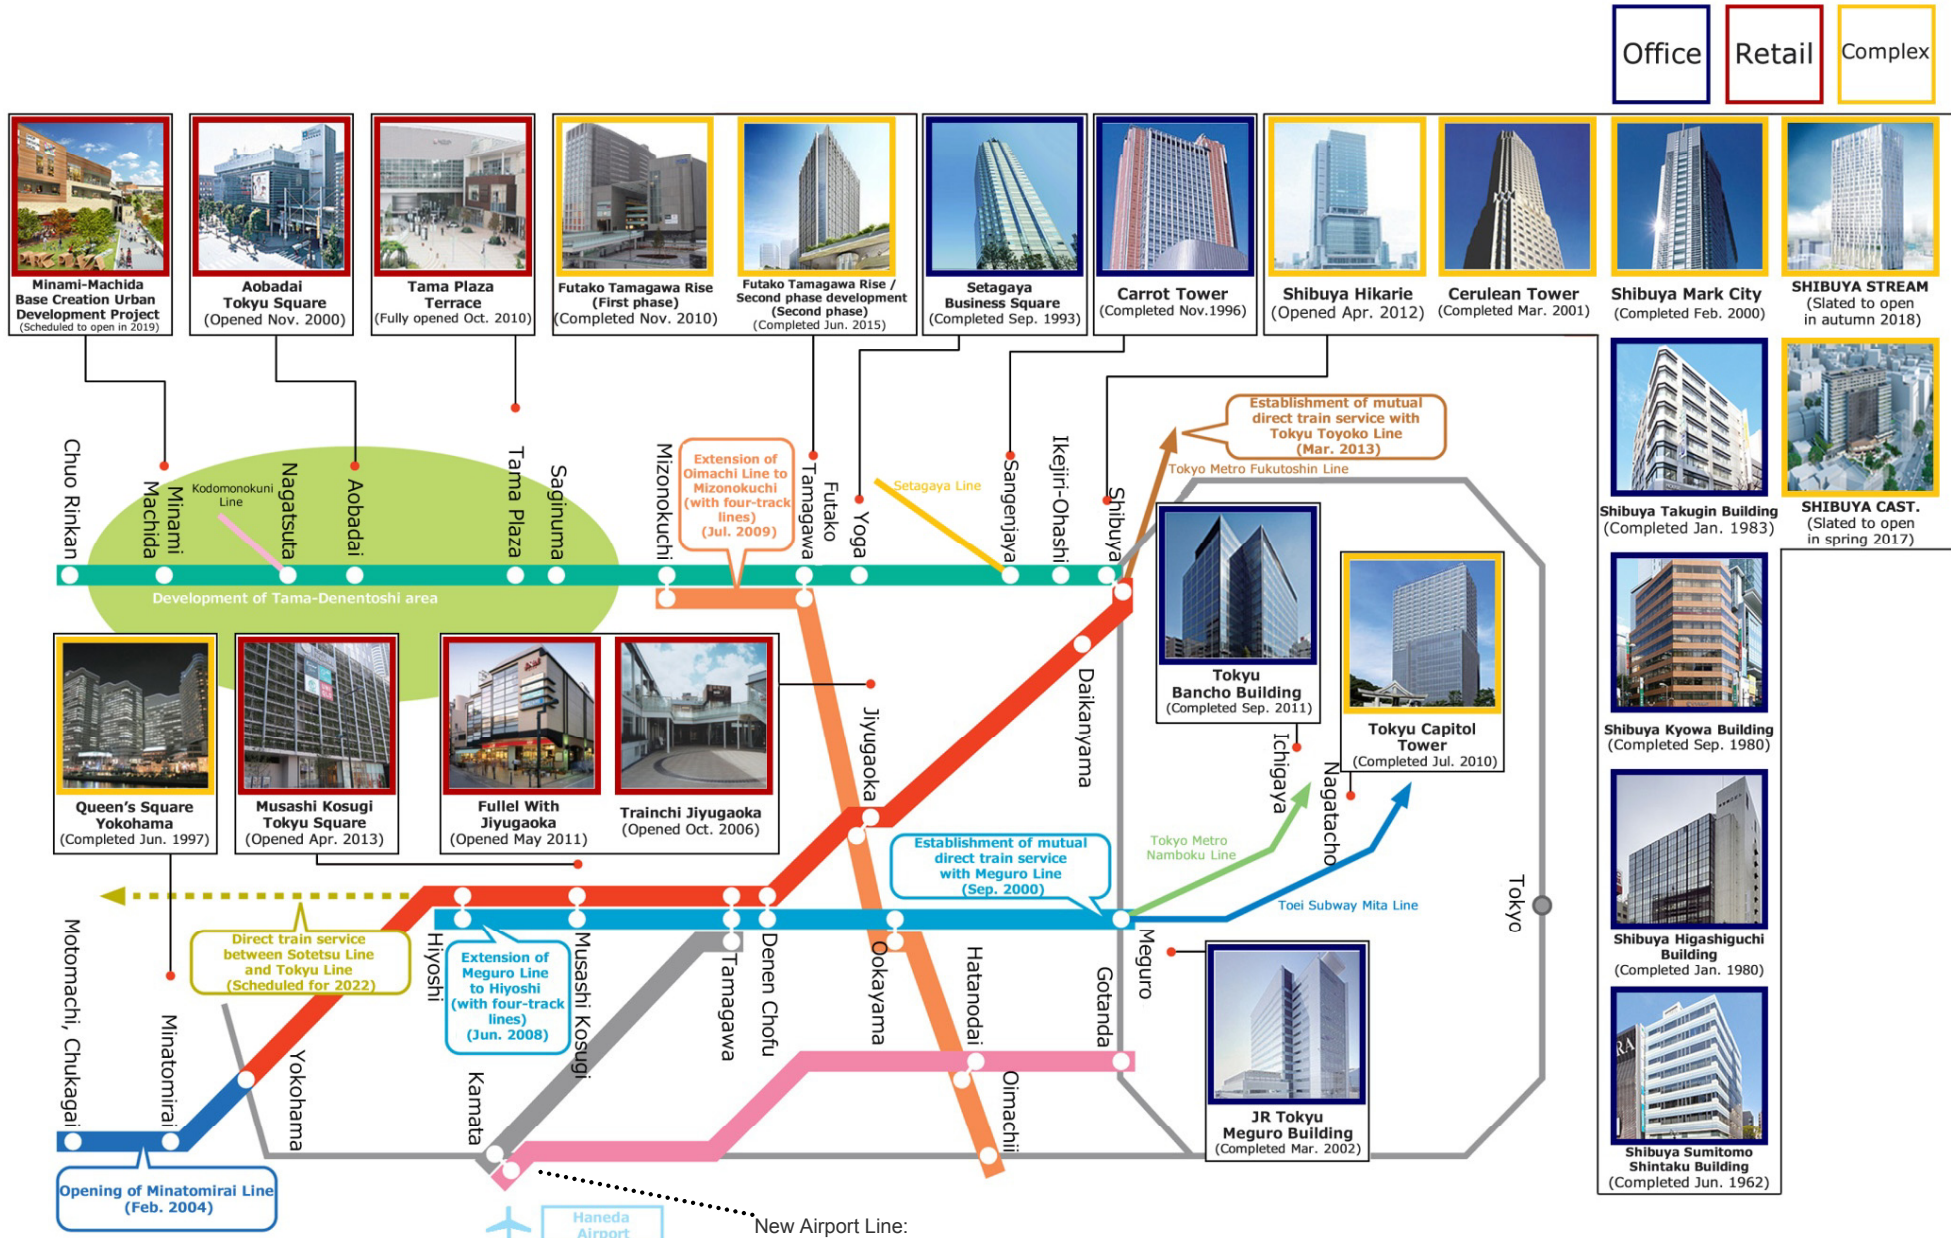 Office
Retail
Complex
Minami-Machida
Base Creation Urban
Development Project
(Scheduled to open in 2019)
Aobadai
Tokyu Square
(Opened Nov. 2000)
Tama Plaza
Terrace
(Fully opened Oct. 2010)
Futako Tamagawa Rise
(First phase)
(Completed Nov. 2010)
Futako Tamagawa Rise /
Second phase development
(Second phase)
(Completed Jun. 2015)
Setagaya
Business Square
(Completed Sep. 1993)
Carrot Tower
(Completed Nov.1996)
Shibuya Hikarie
(Opened Apr. 2012)
Cerulean Tower
(Completed Mar. 2001)
Shibuya Mark City
(Completed Feb. 2000)
SHIBUYA STREAM
(Slated to open
in autumn 2018)
Shibuya Takugin Building
(Completed Jan. 1983)
SHIBUYA CAST.
(Slated to open
in spring 2017)
Shibuya Kyowa Building
(Completed Sep. 1980)
Shibuya Higashiguchi
Building
(Completed Jan. 1980)
Shibuya Sumitomo
Shintaku Building
(Completed Jun. 1962)
Establishment of mutual
direct train service with
Tokyu Toyoko Line
(Mar. 2013)
Tokyo Metro Fukutoshin Line
Chuo Rinkan
Minami
Machida
Kodomonokuni
Line
Nagatsuta
Aobadai
Tama Plaza
Saginuma
Mizonokuchi
Extension of
Oimachi Line to
Mizonokuchi
(with four-track
lines)
(Jul. 2009)
Futako
Tamagawa
Yoga
Setagaya Line
Sangenjaya
Ikejiri-Ohashi
Shibuya
Development of Tama-Denentoshi area
Queen's Square
Yokohama
(Completed Jun. 1997)
Musashi Kosugi
Tokyu Square
(Opened Apr. 2013)
Fullel With
Jiyugaoka
(Opened May 2011)
Trainchi Jiyugaoka
(Opened Oct. 2006)
Jiyugaoka
Daikanyama
Tokyu
Bancho Building
(Completed Sep. 2011)
Tokyu Capitol
Tower
(Completed Jul. 2010)
Ichigaya
Nagatacho
Tokyo Metro
Namboku Line
Toei Subway Mita Line
Tokyo
Establishment of mutual
direct train service
with Meguro Line
(Sep. 2000)
Direct train service
between Sotetsu Line
and Tokyu Line
(Scheduled for 2022)
Hiyoshi
Extension of
Meguro Line
to Hiyoshi
(with four-track
lines)
(Jun. 2008)
Musashi Kosugi
Tamagawa
Denen Chofu
Ookayama
Hatanodai
Gotanda
Meguro
JR Tokyu
Meguro Building
(Completed Mar. 2002)
Motomachi, Chukagai
Minatomirai
Yokohama
Kamata
Oimachii
Opening of Minatomirai Line
(Feb. 2004)
Haneda
Airport
New Airport Line: